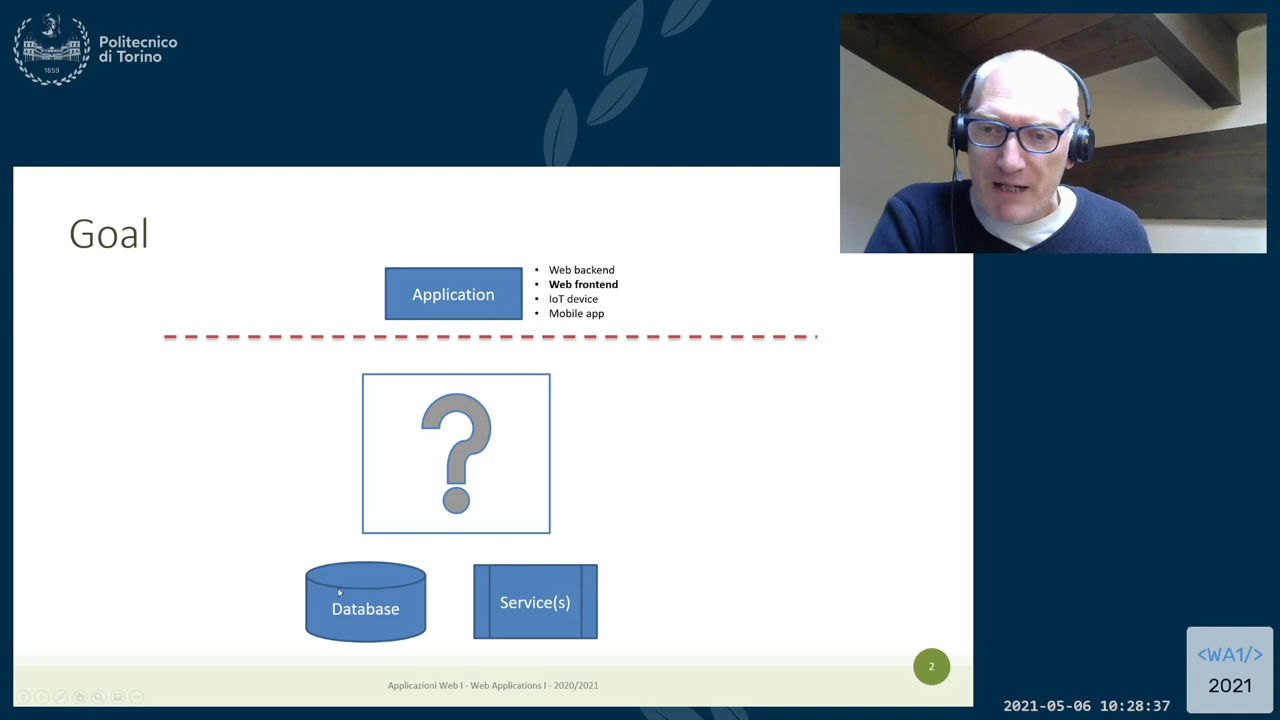 Politecnico
di Torino
1859
Goal
Application
• Web backend
• Web frontend
• IoT device
• Mobile app
?
Database
Service(s)
2
Applicazioni Web I - Web Applications I - 2020/2021
<WA1/>
2021
2021-05-06 10:28:37